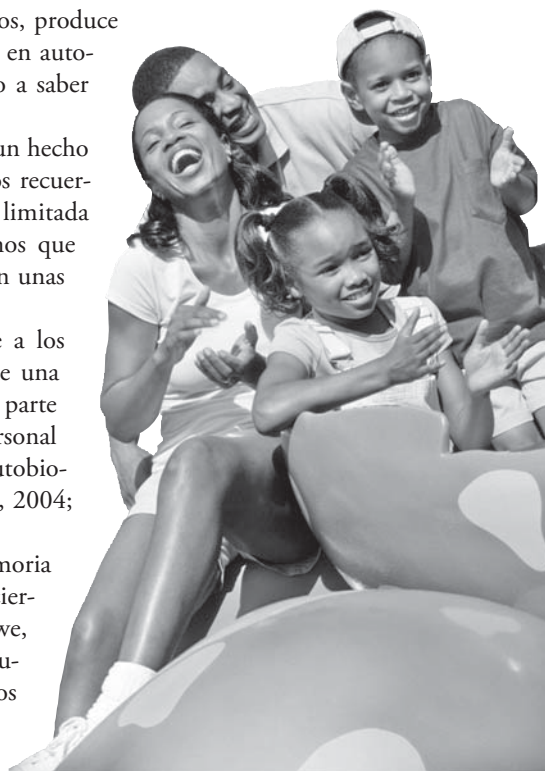 os, produce
en auto-
o a saber
un hecho
os recuer-
limitada
nos que
n unas
e a los
e una
parte
rsonal
utobio-
, 2004;
moria
ier-
we,
u-
os